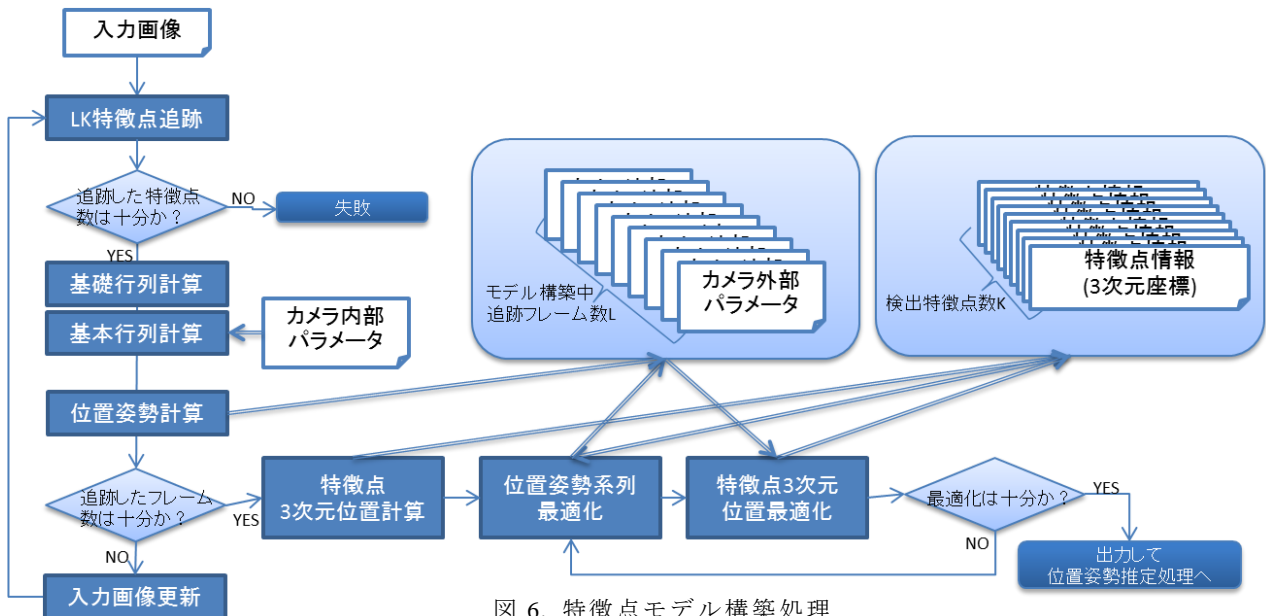 入力画像
LK特徴点追跡
追跡した特徴点
数は十分か?
NO
失敗
YES
基礎行列計算
基本行列計算
カメラ内部
パラメータ
位置姿勢計算
追跡したフレーム
数は十分か?
YES
NO
入力画像更新
モデル構築中
追跡フレーム数L
カメラ外部
パラメータ
検出特徴点数K
特徴点情報
(3次元座標)
特徴点
3次元位置計算
位置姿勢系列
最適化
特徴点3次元
位置最適化
最適化は十分か?
YES
NO
出力して
位置姿勢推定処理へ
図 6. 特徴点モデル構築処理